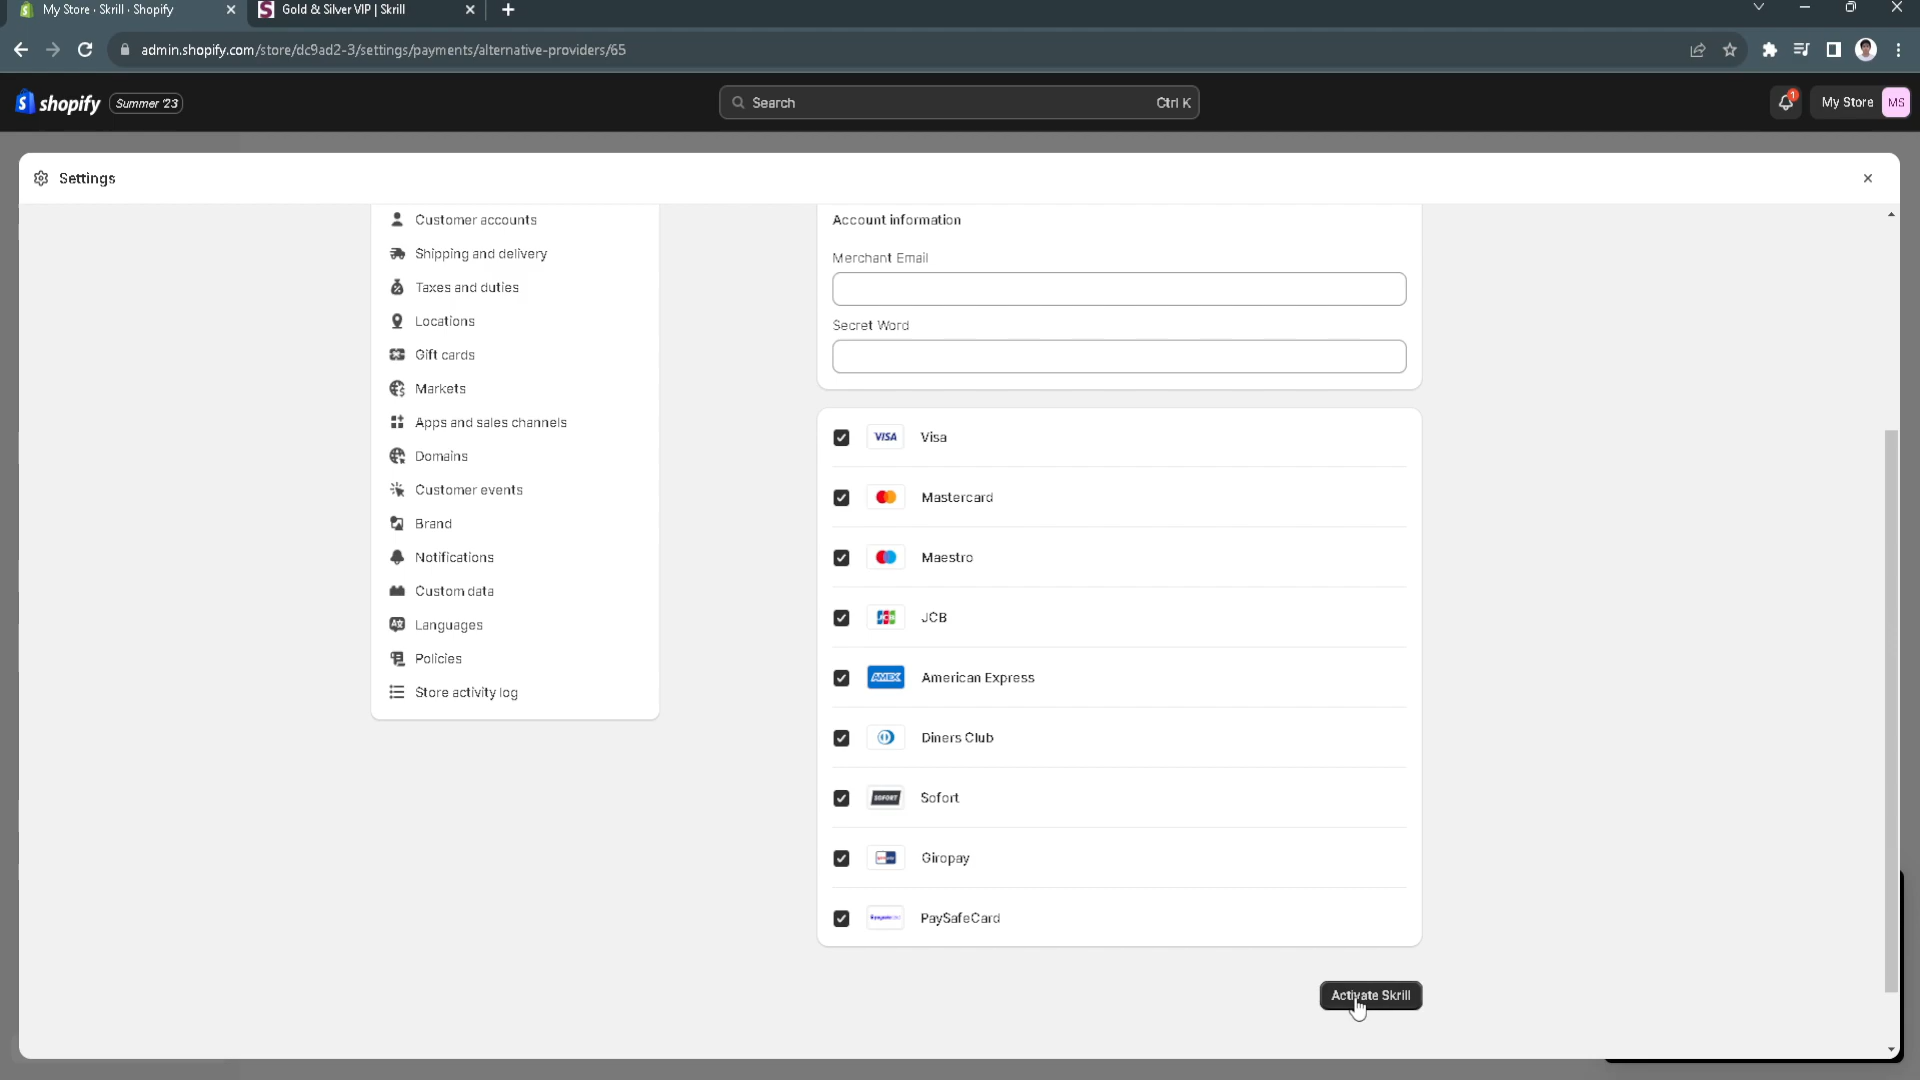 My Store · Skrill · Shopify
Gold & Silver VIP | Skrill
admin.shopify.com/store/dc9ad2-3/settings/payments/alternative-providers/65
shopify
Summer '23
Search
Ctrl K
1
My Store
MS
Settings
Customer accounts
Shipping and delivery
Taxes and duties
Locations
Gift cards
Markets
Apps and sales channels
Domains
Customer events
Brand
Notifications
Custom data
Languages
Policies
Store activity log
Account information
Merchant Email
Secret Word
VISA
Visa
Mastercard
Maestro
JCB
JCB
AMEX
American Express
Diners Club
SOFORT
Sofort
Giropay
PaySafeCard
Activate Skrill